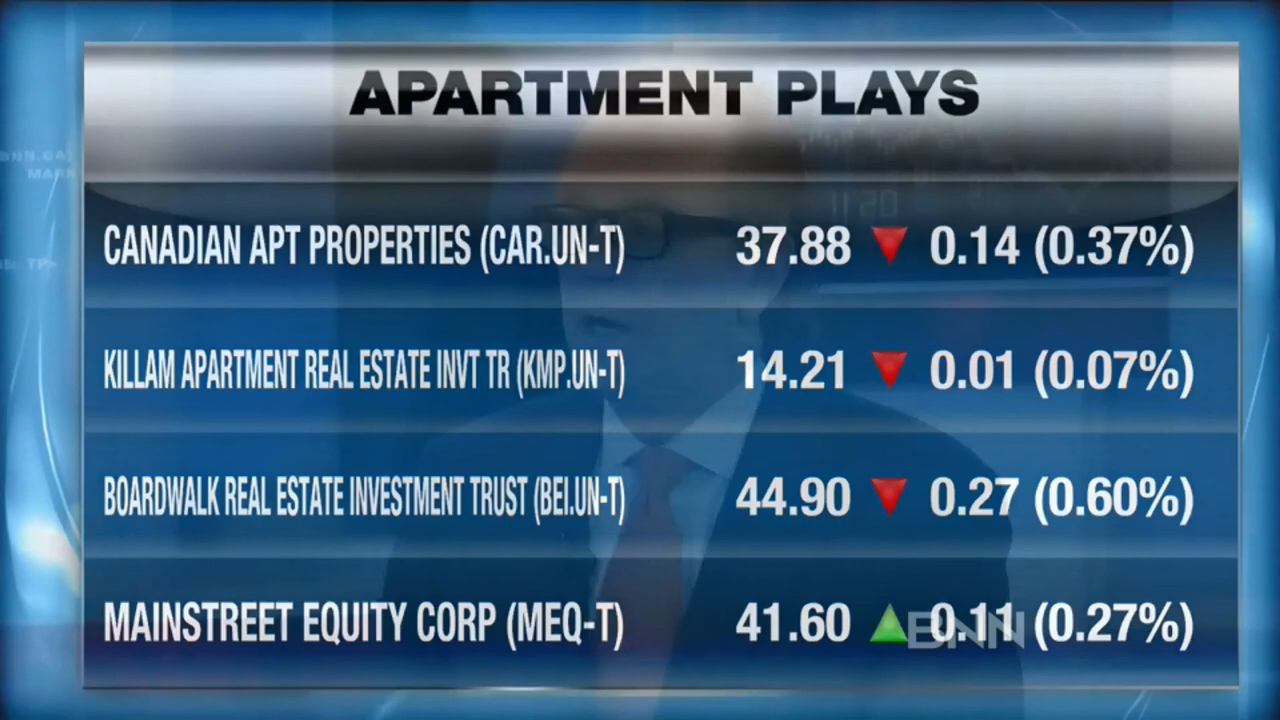 APARTMENT PLAYS
CANADIAN APT PROPERTIES (CAR.UN-T) 37.88 ▼ 0.14 (0.37%)
KILLAM APARTMENT REAL ESTATE INVT TR (KMP.UN-T) 14.21 ▼ 0.01 (0.07%)
BOARDWALK REAL ESTATE INVESTMENT TRUST (BEI.UN-T) 44.90 ▼ 0.27 (0.60%)
MAINSTREET EQUITY CORP (MEQ-T) 41.60 ▲ 0.11 (0.27%)
BNN